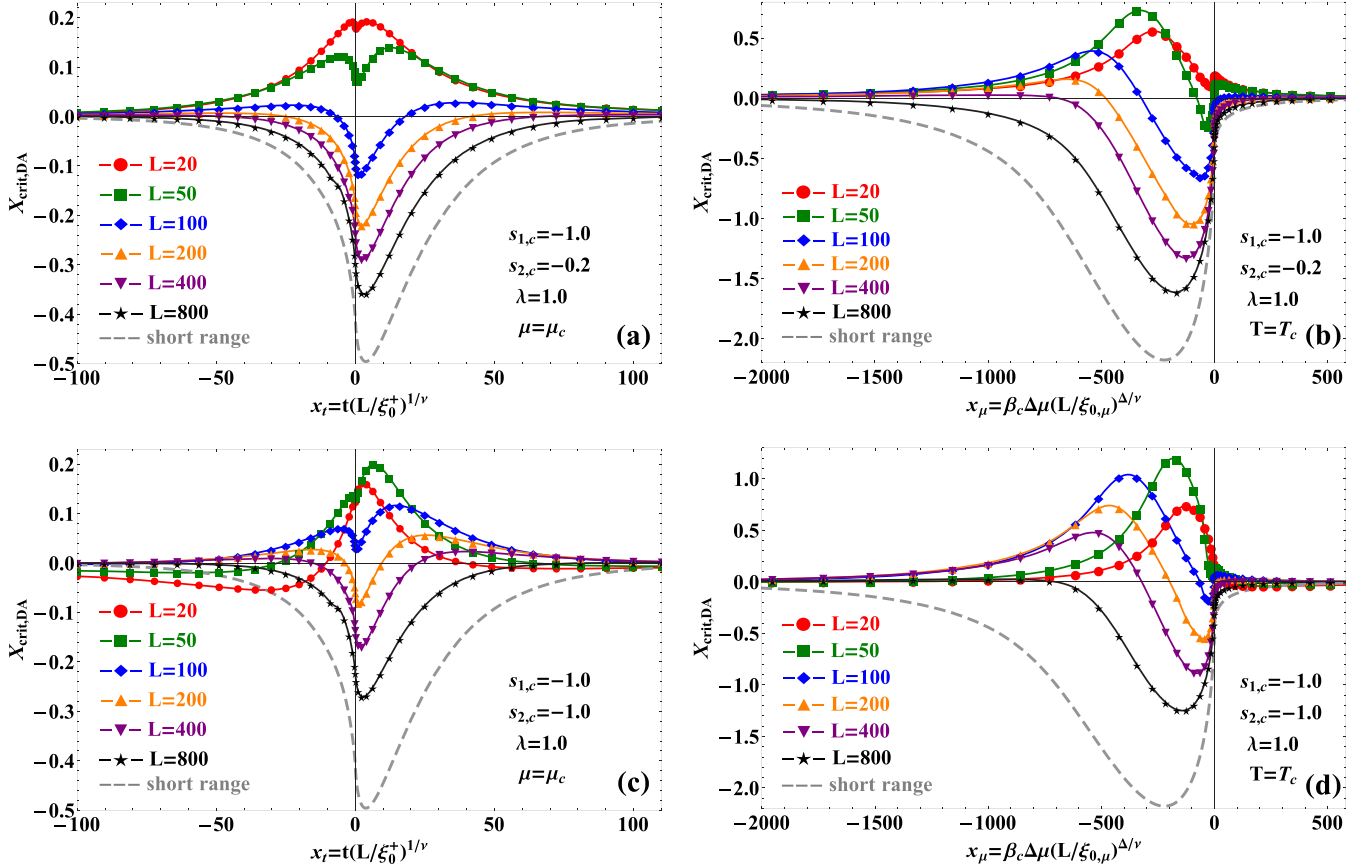 0.2
0.1
0.0
−0.1
−0.2
−0.3
−0.4
−0.5
X_crit,DA
L=20
L=50
L=100
L=200
L=400
L=800
short range
s_1,c=−1.0
s_2,c=−0.2
λ=1.0
μ=μ_c
(a)
−100
−50
0
50
100
x_t=t(L/ξ_0^+)^1/ν
0.5
0.0
−0.5
−1.0
−1.5
−2.0
X_crit,DA
L=20
L=50
L=100
L=200
L=400
L=800
short range
s_1,c=−1.0
s_2,c=−0.2
λ=1.0
T=T_c
(b)
−2000
−1500
−1000
−500
0
500
x_μ=β_cΔμ(L/ξ_0,μ)^Δ/ν
0.2
0.1
0.0
−0.1
−0.2
−0.3
−0.4
−0.5
X_crit,DA
L=20
L=50
L=100
L=200
L=400
L=800
short range
s_1,c=−1.0
s_2,c=−1.0
λ=1.0
μ=μ_c
(c)
−100
−50
0
50
100
x_t=t(L/ξ_0^+)^1/ν
1.0
0.5
0.0
−0.5
−1.0
−1.5
−2.0
X_crit,DA
L=20
L=50
L=100
L=200
L=400
L=800
short range
s_1,c=−1.0
s_2,c=−1.0
λ=1.0
T=T_c
(d)
−2000
−1500
−1000
−500
0
500
x_μ=β_cΔμ(L/ξ_0,μ)^Δ/ν